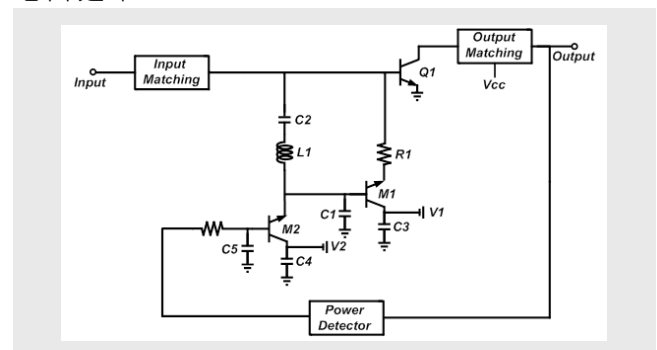 Output
Matching
Input
Matching
Input
Q1
Output
Vcc
C2
L1
R1
M1
C1
V1
C3
M2
C5
V2
C4
Power
Detector